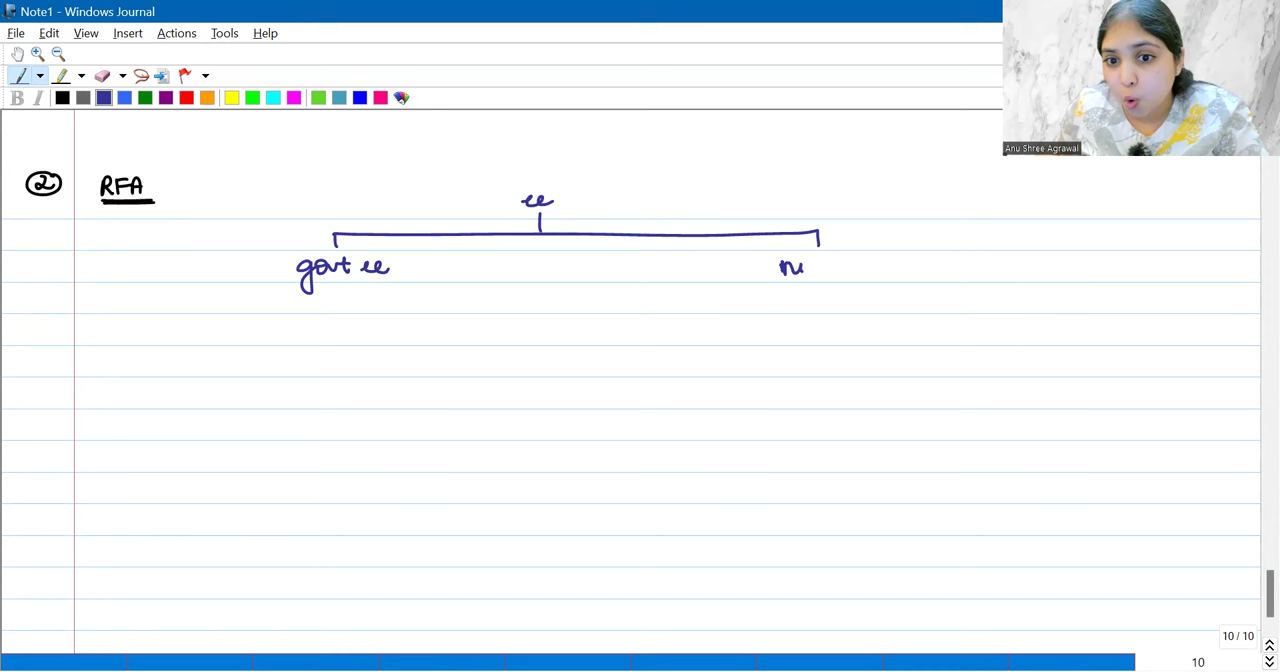 Note1 - Windows Journal
File Edit View Insert Actions Tools Help
B I
Anu Shree Agrawal
② RFA
ee
govt ee
10 / 10
10